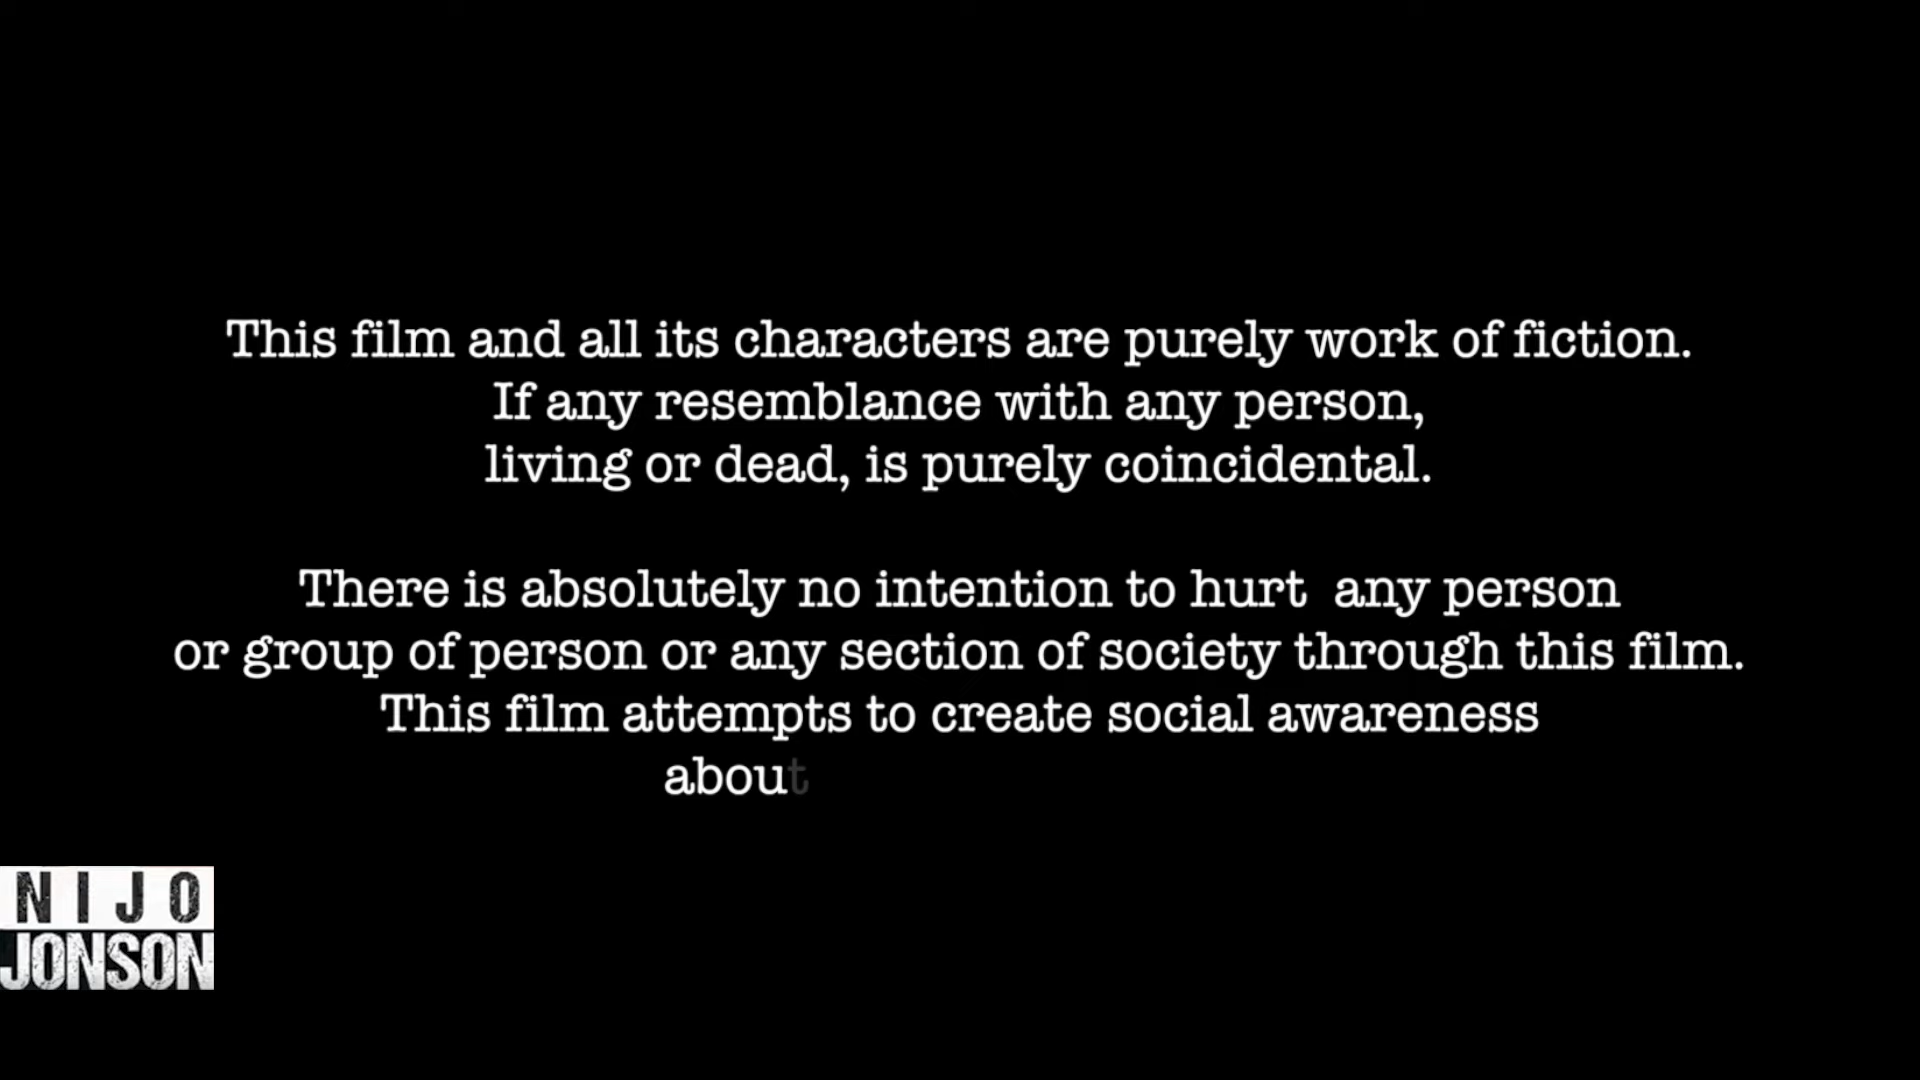 This film and all its characters are purely work of fiction.
If any resemblance with any person,
living or dead, is purely coincidental.
There is absolutely no intention to hurt any person
or group of person or any section of society through this film.
This film attempts to create social awareness
about
NIJO
JONSON